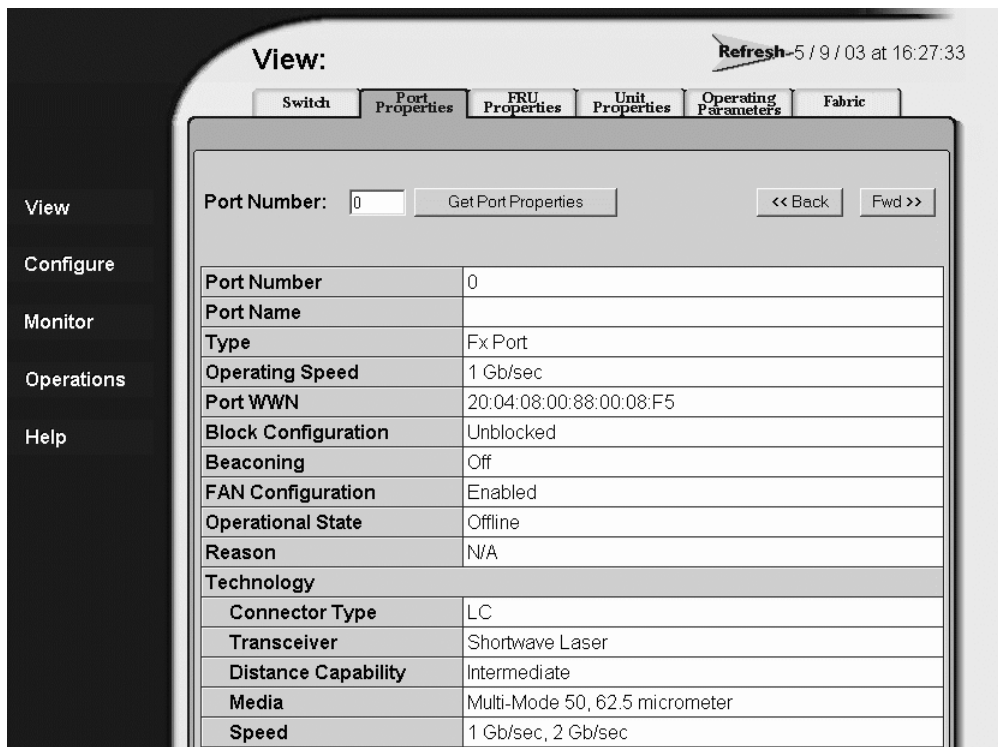 View:
Refresh 5 / 9 / 03 at 16:27:33
Switch Port Properties FRU Properties Unit Properties Operating Parameters Fabric
View
Configure
Monitor
Operations
Help
Port Number: 0 Get Port Properties << Back Fwd >>
Port Number 0
Port Name
Type Fx Port
Operating Speed 1 Gb/sec
Port WWN 20:04:08:00:88:00:08:F5
Block Configuration Unblocked
Beaconing Off
FAN Configuration Enabled
Operational State Offline
Reason N/A
Technology
Connector Type LC
Transceiver Shortwave Laser
Distance Capability Intermediate
Media Multi-Mode 50, 62.5 micrometer
Speed 1 Gb/sec, 2 Gb/sec